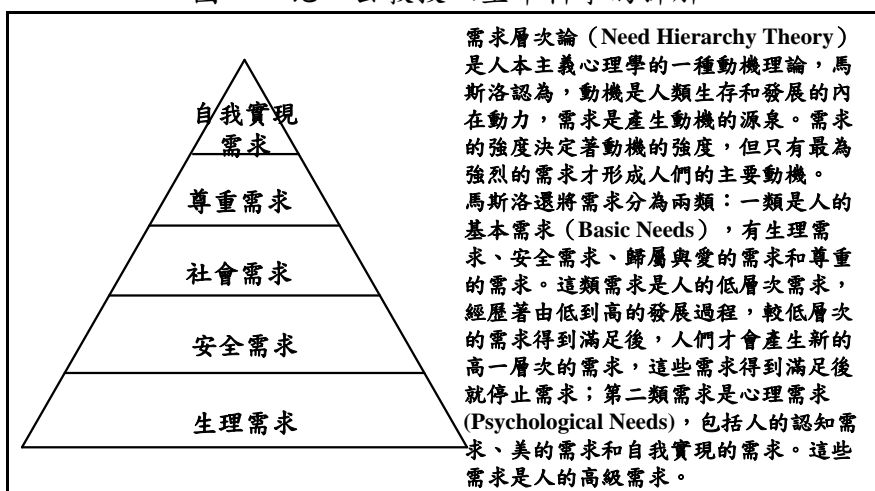 自我實現
需求
尊重需求
社會需求
安全需求
生理需求
需求層次論（Need Hierarchy Theory）
是人本主義心理學的一種動機理論，馬
斯洛認為，動機是人類生存和發展的內
在動力，需求是產生動機的源泉。需求
的強度決定著動機的強度，但只有最為
強烈的需求才形成人們的主要動機。
馬斯洛還將需求分為兩類：一類是人的
基本需求（Basic Needs），有生理需
求、安全需求、歸屬與愛的需求和尊重
的需求。這類需求是人的低層次需求，
經歷著由低到高的發展過程，較低層次
的需求得到滿足後，人們才會產生新的
高一層次的需求，這些需求得到滿足後
就停止需求；第二類需求是心理需求
(Psychological Needs)，包括人的認知需
求、美的需求和自我實現的需求。這些
需求是人的高級需求。